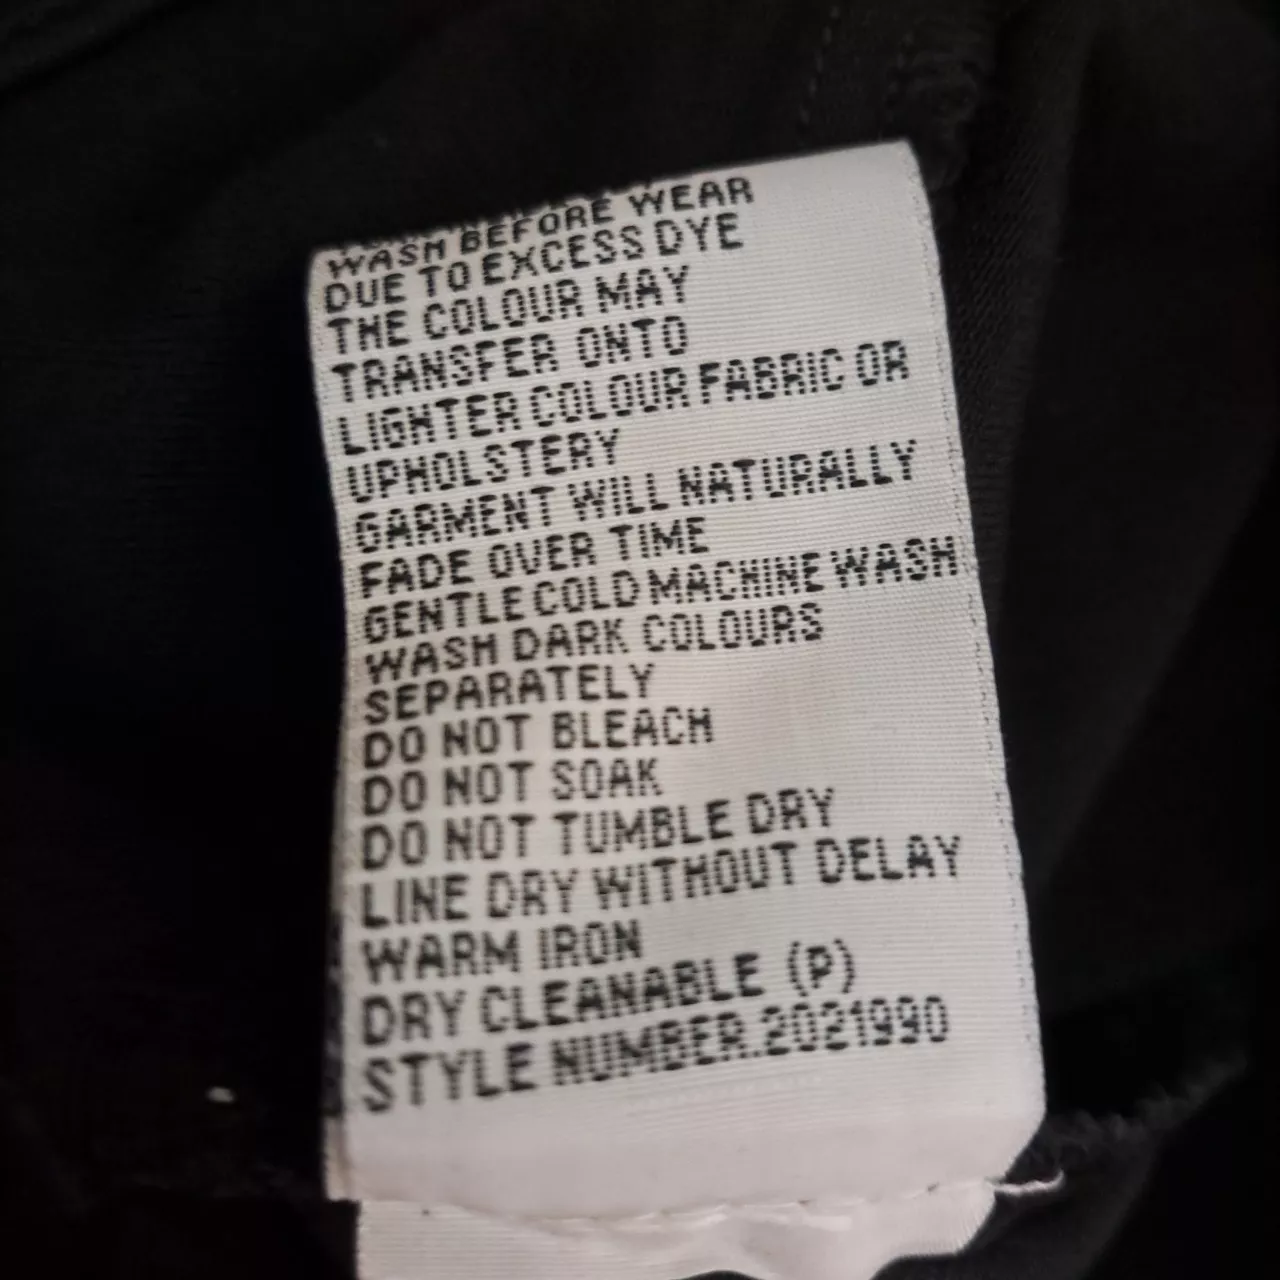 WASH BEFORE WEAR
DUE TO EXCESS DYE
THE COLOUR MAY
TRANSFER ONTO
LIGHTER COLOUR FABRIC OR
UPHOLSTERY
GARMENT WILL NATURALLY
FADE OVER TIME
GENTLE COLD MACHINE WASH
WASH DARK COLOURS
SEPARATELY
DO NOT BLEACH
DO NOT SOAK
DO NOT TUMBLE DRY
LINE DRY WITHOUT DELAY
WARM IRON
DRY CLEANABLE (P)
STYLE NUMBER.2021990